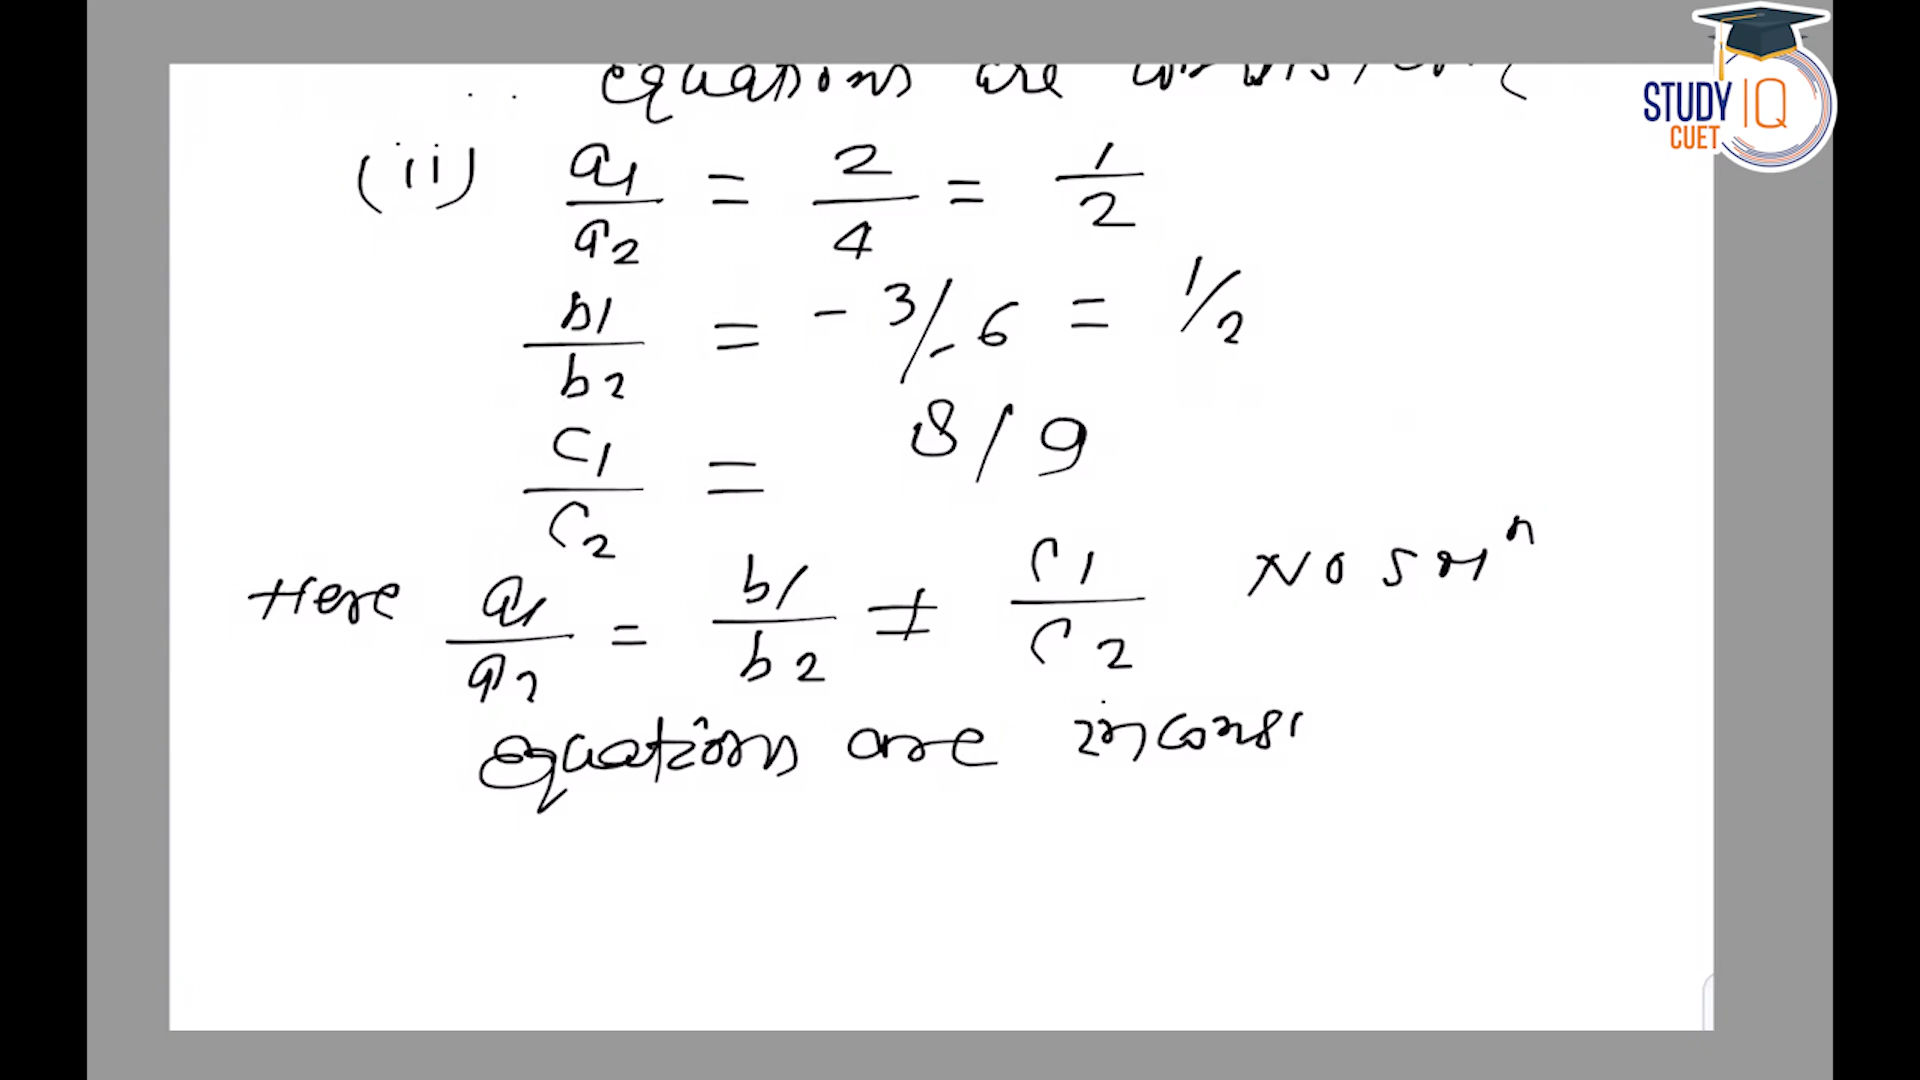 ∴ equations are consistent
STUDY IQ
CUET
(ii) a1/a2 = 2/4 = 1/2
b1/b2 = -3/-6 = 1/2
c1/c2 = 8/9
Here a1/a2 = b1/b2 ≠ c1/c2 No solⁿ
equations are incons